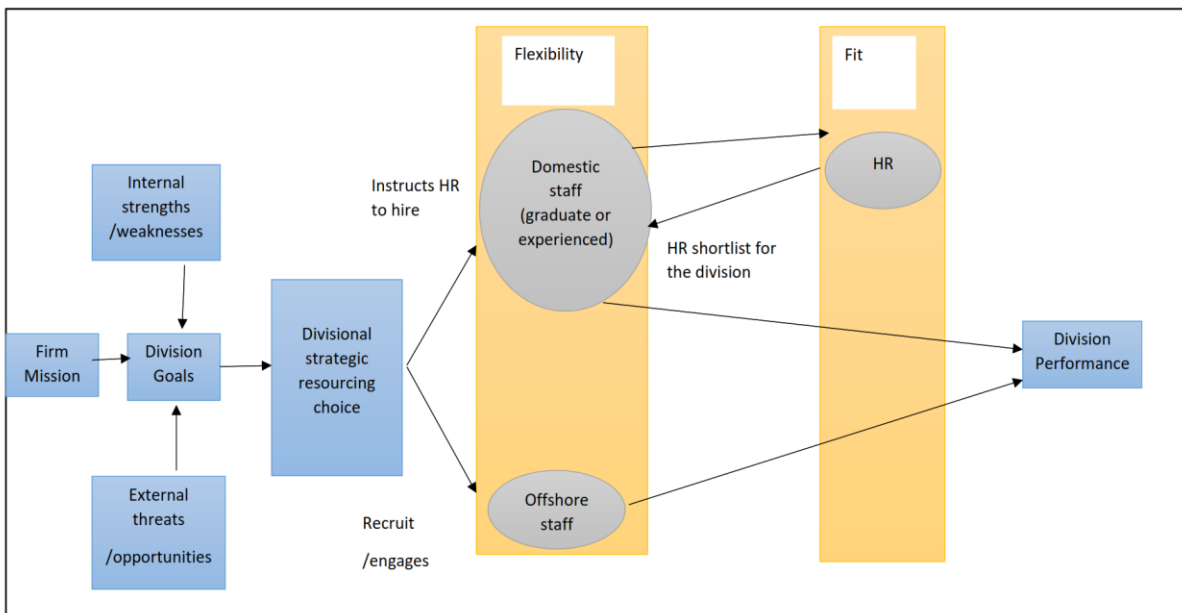 Flexibility
Fit
Internal
strengths
/weaknesses
Instructs HR
to hire
Domestic
staff
(graduate or
experienced)
HR
HR shortlist for
the division
Firm
Mission
Division
Goals
Divisional
strategic
resourcing
choice
Division
Performance
External
threats
/opportunities
Recruit
/engages
Offshore
staff